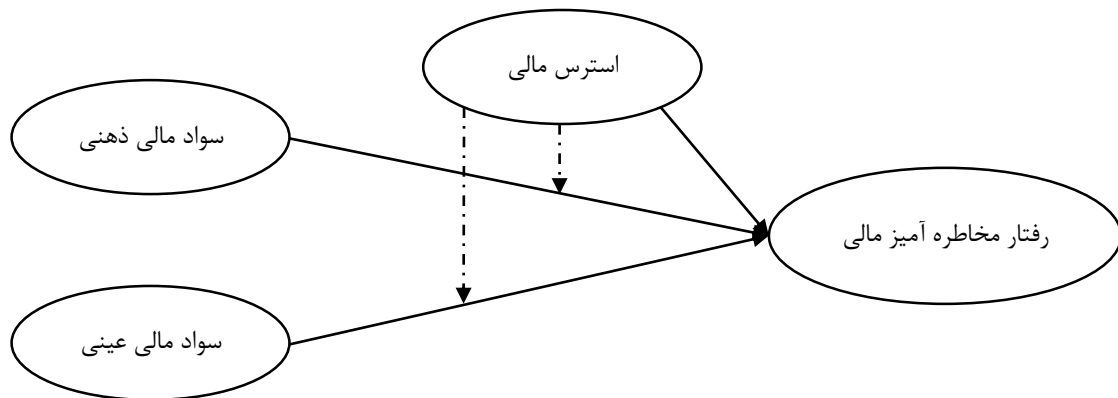 استرس مالی
سواد مالی ذهنی
رفتار مخاطره آمیز مالی
سواد مالی عینی